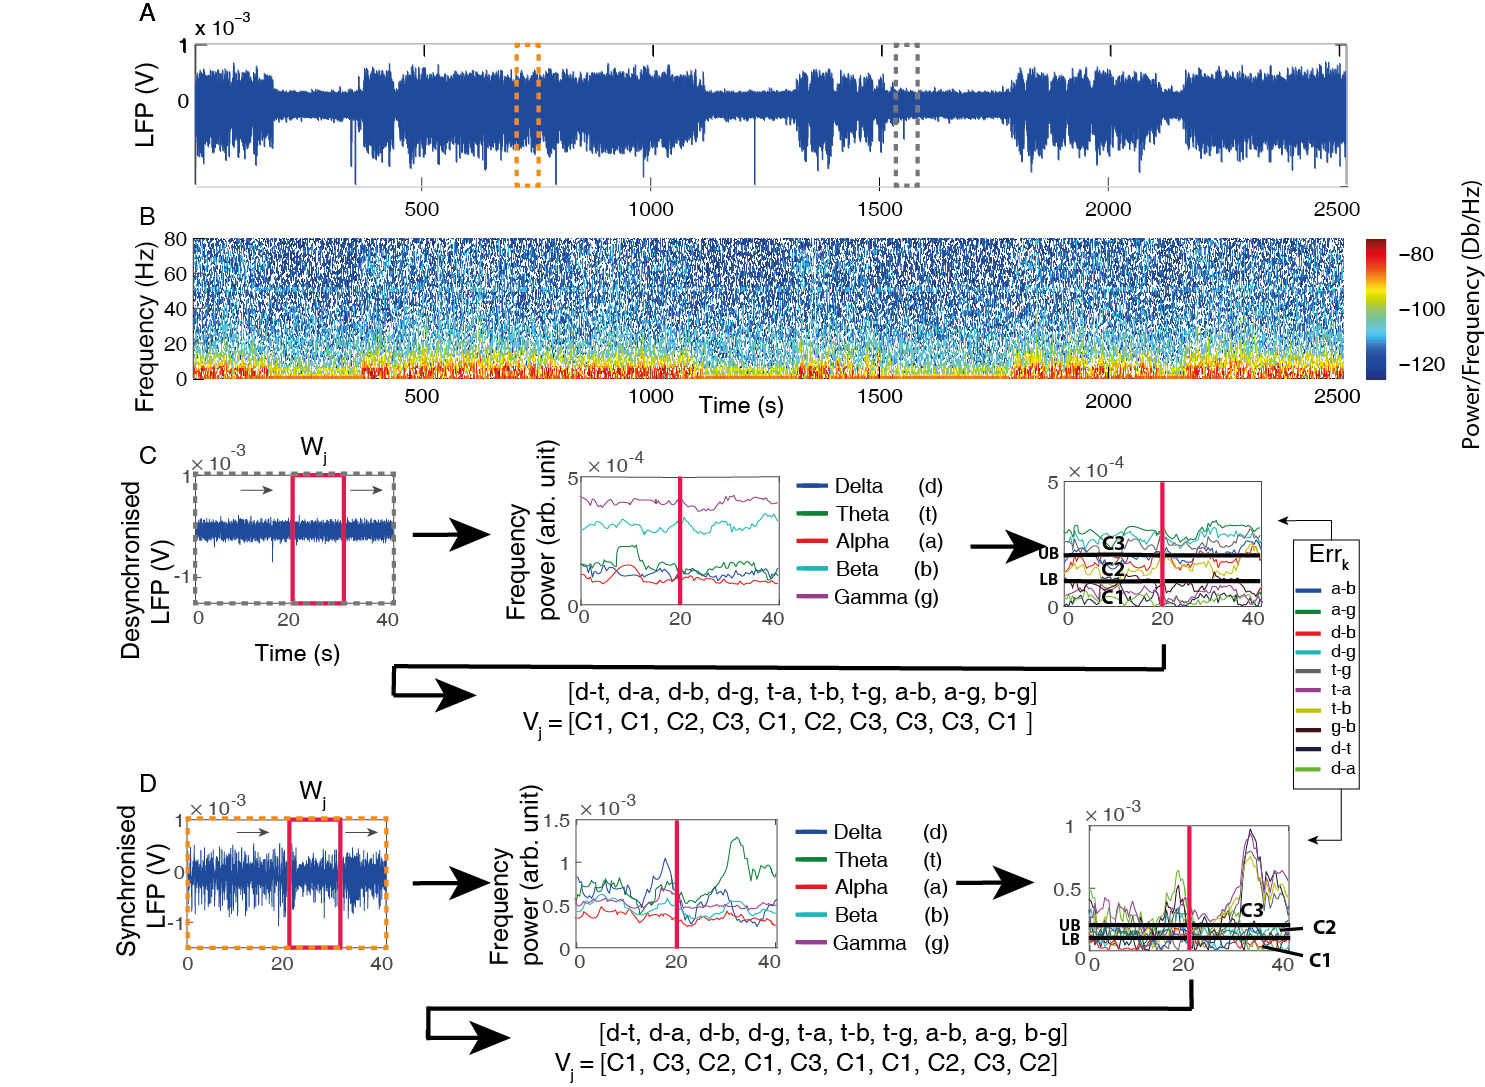 A
x 10⁻³
1
0
LFP (V)
500
1000
1500
2000
2500
B
80
60
40
20
0
Frequency (Hz)
500
1000
Time (s)
1500
2000
2500
−80
−100
−120
Power/Frequency (Db/Hz)
C
Wj
1 × 10⁻³
-1
Desynchronised
LFP (V)
0
20
40
Time (s)
× 10⁻⁴
5
0
Frequency
power (arb. unit)
0
20
40
Delta (d)
Theta (t)
Alpha (a)
Beta (b)
Gamma (g)
× 10⁻⁴
5
0
UB
LB
C3
C2
C1
0
20
40
Errk
a-b
a-g
d-b
d-g
t-g
t-a
t-b
g-b
d-t
d-a
[d-t, d-a, d-b, d-g, t-a, t-b, t-g, a-b, a-g, b-g]
Vj = [C1, C1, C2, C3, C1, C2, C3, C3, C3, C1 ]
D
Wj
1 × 10⁻³
0
-1
Synchronised
LFP (V)
0
20
40
× 10⁻³
1.5
1
0.5
0
Frequency
power (arb. unit)
0
20
40
Delta (d)
Theta (t)
Alpha (a)
Beta (b)
Gamma (g)
× 10⁻³
1
0.5
0
UB
LB
C3
C2
C1
0
20
40
[d-t, d-a, d-b, d-g, t-a, t-b, t-g, a-b, a-g, b-g]
Vj = [C1, C3, C2, C1, C3, C1, C1, C2, C3, C2]